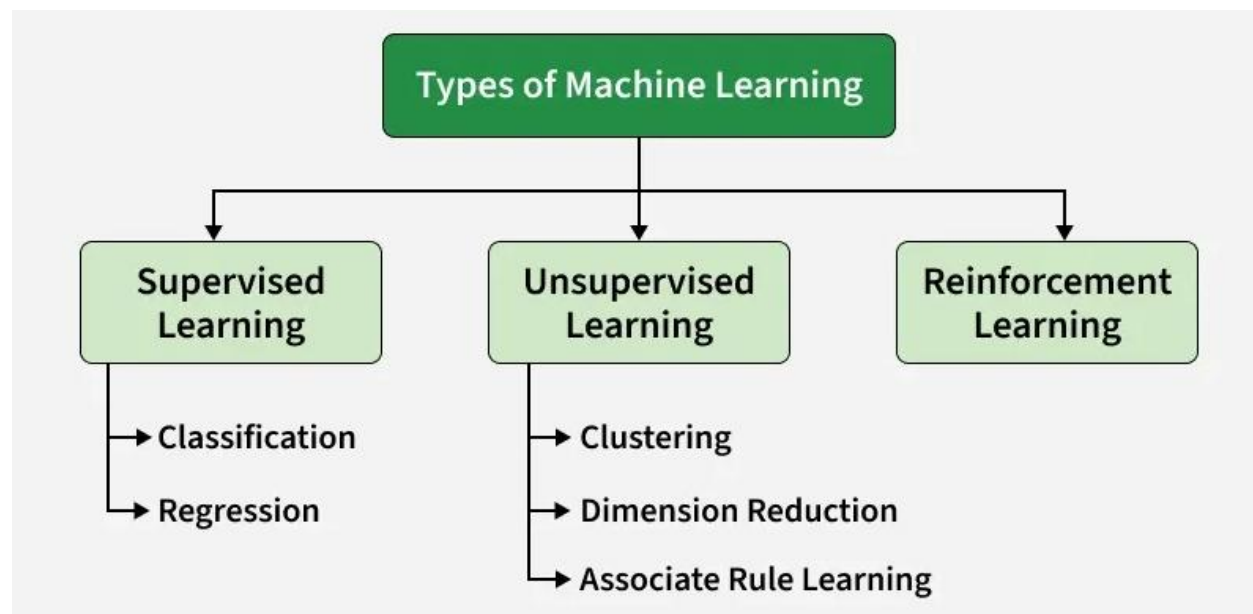 Types of Machine Learning
Supervised
Learning
Unsupervised
Learning
Reinforcement
Learning
Classification
Regression
Clustering
Dimension Reduction
Associate Rule Learning